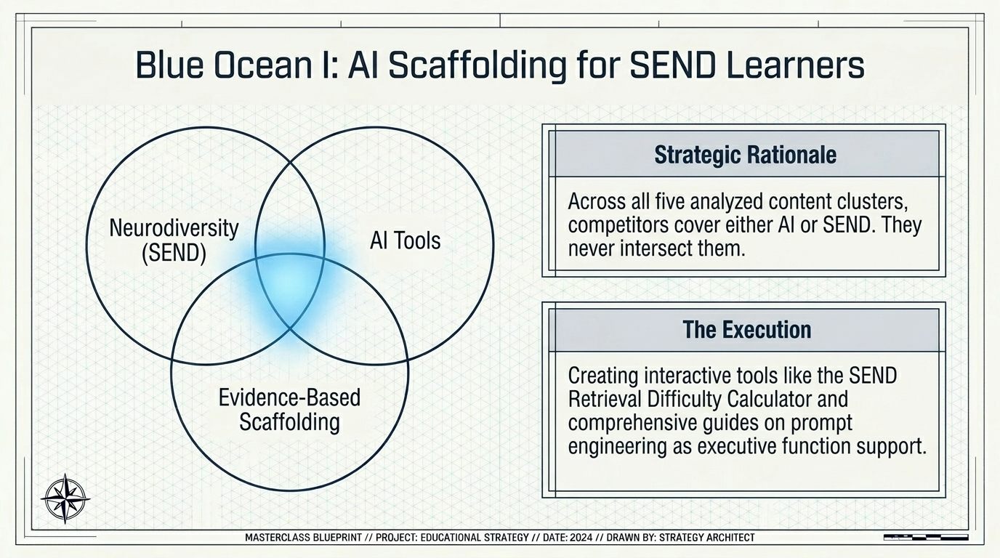 Blue Ocean I: AI Scaffolding for SEND Learners
Neurodiversity
(SEND)
AI Tools
Evidence-Based
Scaffolding
Strategic Rationale
Across all five analyzed content clusters,
competitors cover either AI or SEND. They
never intersect them.
The Execution
Creating interactive tools like the SEND
Retrieval Difficulty Calculator and
comprehensive guides on prompt
engineering as executive function support.
MASTERCLASS BLUEPRINT // PROJECT: EDUCATIONAL STRATEGY // DATE: 2024 // DRAWN BY: STRATEGY ARCHITECT